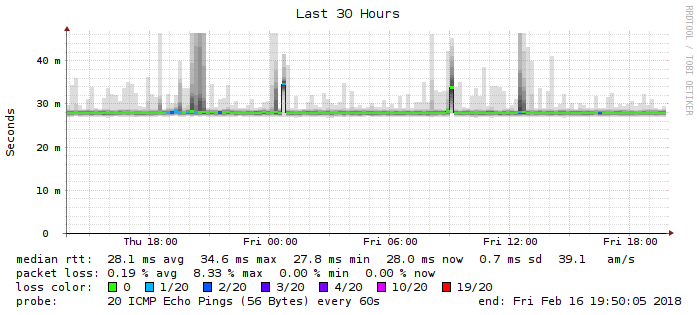 Last 30 Hours
RRDTOOL / TOBI OETIKER
Seconds
40 m
30 m
20 m
10 m
0
Thu 18:00 Fri 00:00 Fri 06:00 Fri 12:00 Fri 18:00
median rtt: 28.1 ms avg 34.6 ms max 27.8 ms min 28.0 ms now 0.7 ms sd 39.1 am/s
packet loss: 0.19 % avg 8.33 % max 0.00 % min 0.00 % now
loss color: 0 1/20 2/20 3/20 4/20 10/20 19/20
probe: 20 ICMP Echo Pings (56 Bytes) every 60s end: Fri Feb 16 19:50:05 2018